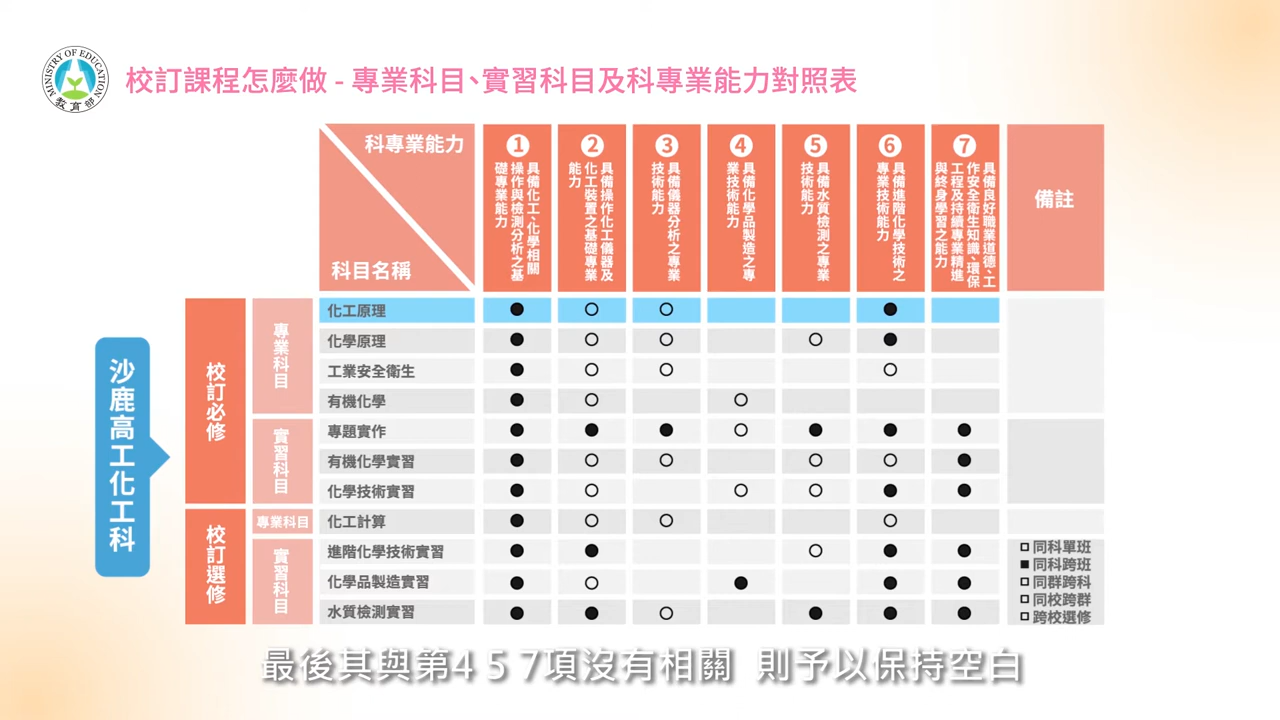 MINISTRY OF EDUCATION
教育部
校訂課程怎麼做 - 專業科目、實習科目及科專業能力對照表
科專業能力
科目名稱
1
具備化工、化學相關
操作與檢測分析之基
礎專業能力
2
具備操作化工儀器及
化工裝置之基礎專業
能力
3
具備儀器分析之專業
技術能力
4
具備化學品製造之專
業技術能力
5
具備水質檢測之專業
技術能力
6
具備進階化學技術之
專業技術能力
7
具備良好職業道德、工
作安全衛生知識、環保
工程及持續專業精進
與終身學習之能力
備註
沙鹿高工化工科
校訂必修
專業科目
化工原理 ● ○ ○ ●
化學原理 ● ○ ○ ○ ●
工業安全衛生 ● ○ ○ ○
有機化學 ● ○ ○
實習科目
專題實作 ● ● ● ○ ● ● ●
有機化學實習 ● ○ ○ ○ ○ ●
化學技術實習 ● ○ ○ ○ ● ●
校訂選修
專業科目
化工計算 ● ○ ○ ○
實習科目
進階化學技術實習 ● ● ○ ● ●
化學品製造實習 ● ○ ● ● ●
水質檢測實習 ● ● ○ ● ● ●
□同科單班
■同科跨班
□同群跨科
□同校跨群
□跨校選修
最後其與第4 5 7項沒有相關 則予以保持空白